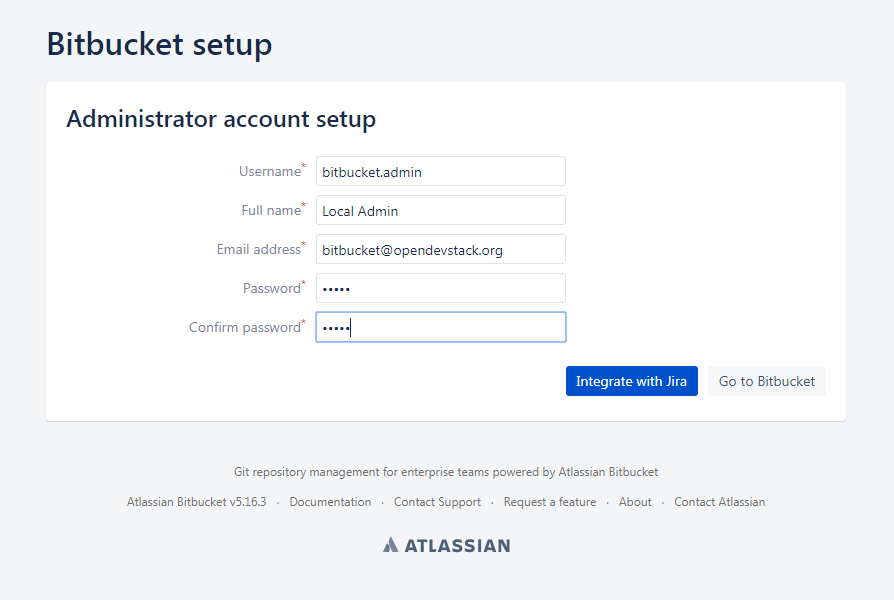 Bitbucket setup
Administrator account setup
Username* bitbucket.admin
Full name* Local Admin
Email address* bitbucket@opendevstack.org
Password* •••••
Confirm password* •••••
Integrate with Jira Go to Bitbucket
Git repository management for enterprise teams powered by Atlassian Bitbucket
Atlassian Bitbucket v5.16.3 · Documentation · Contact Support · Request a feature · About · Contact Atlassian
ATLASSIAN